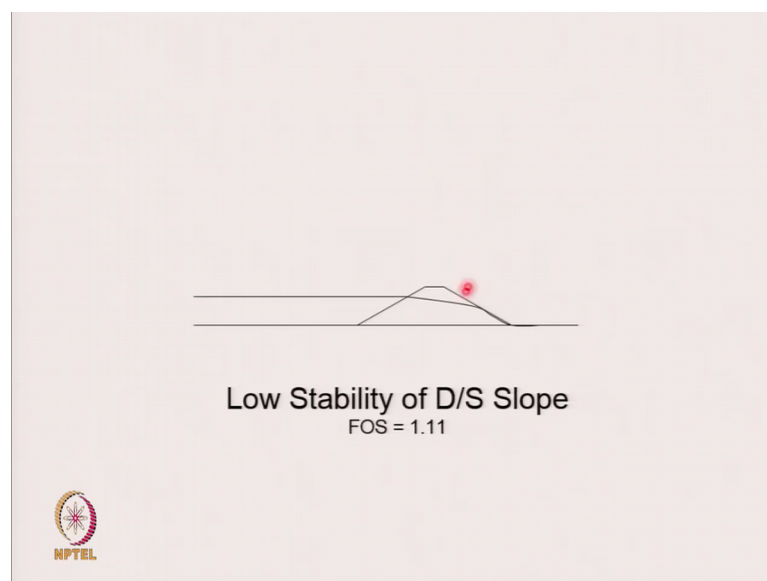 Low Stability of D/S Slope
FOS = 1.11
NPTEL